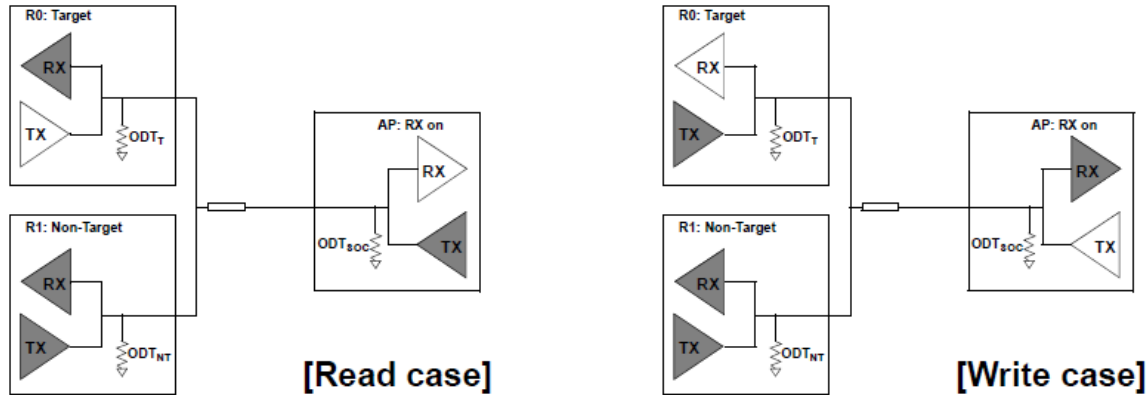 R0: Target
RX
TX
ODTT
R1: Non-Target
RX
TX
ODTNT
AP: RX on
RX
ODTSOC
TX
[Read case]
R0: Target
RX
TX
ODTT
R1: Non-Target
RX
TX
ODTNT
AP: RX on
RX
ODTSOC
TX
[Write case]